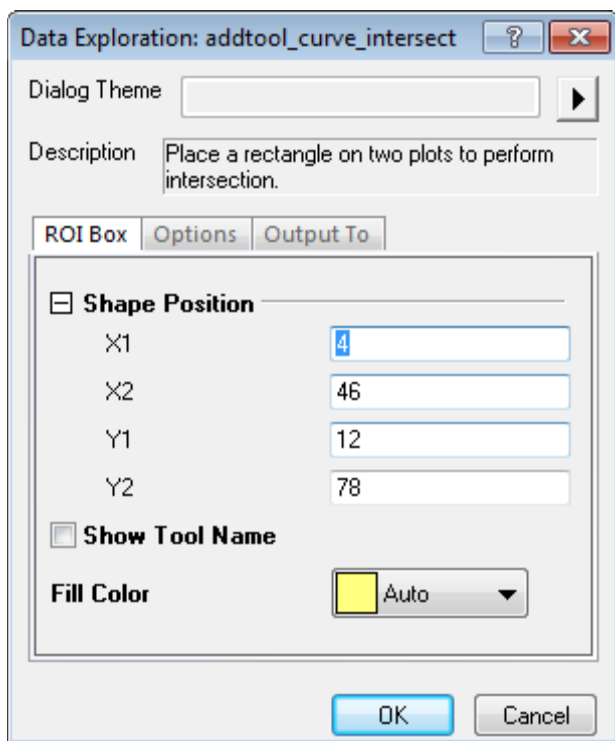 Data Exploration: addtool_curve_intersect
Dialog Theme
Description Place a rectangle on two plots to perform
intersection.
ROI Box Options Output To
Shape Position
X1 4
X2 46
Y1 12
Y2 78
Show Tool Name
Fill Color Auto
OK Cancel